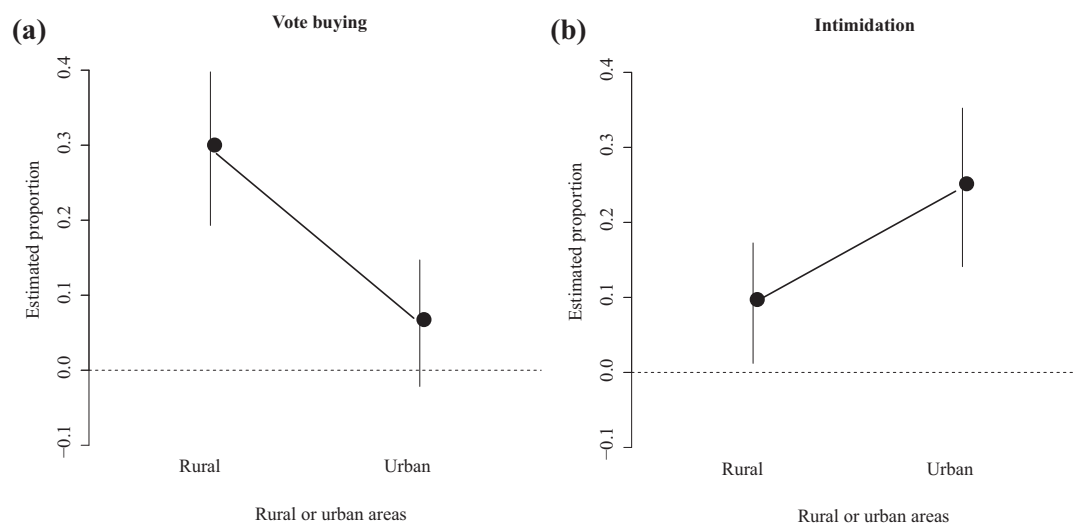 (a)
Vote buying
Estimated proportion
0.4
0.3
0.2
0.1
0.0
−0.1
Rural
Urban
Rural or urban areas
(b)
Intimidation
Estimated proportion
0.4
0.3
0.2
0.1
0.0
−0.1
Rural
Urban
Rural or urban areas